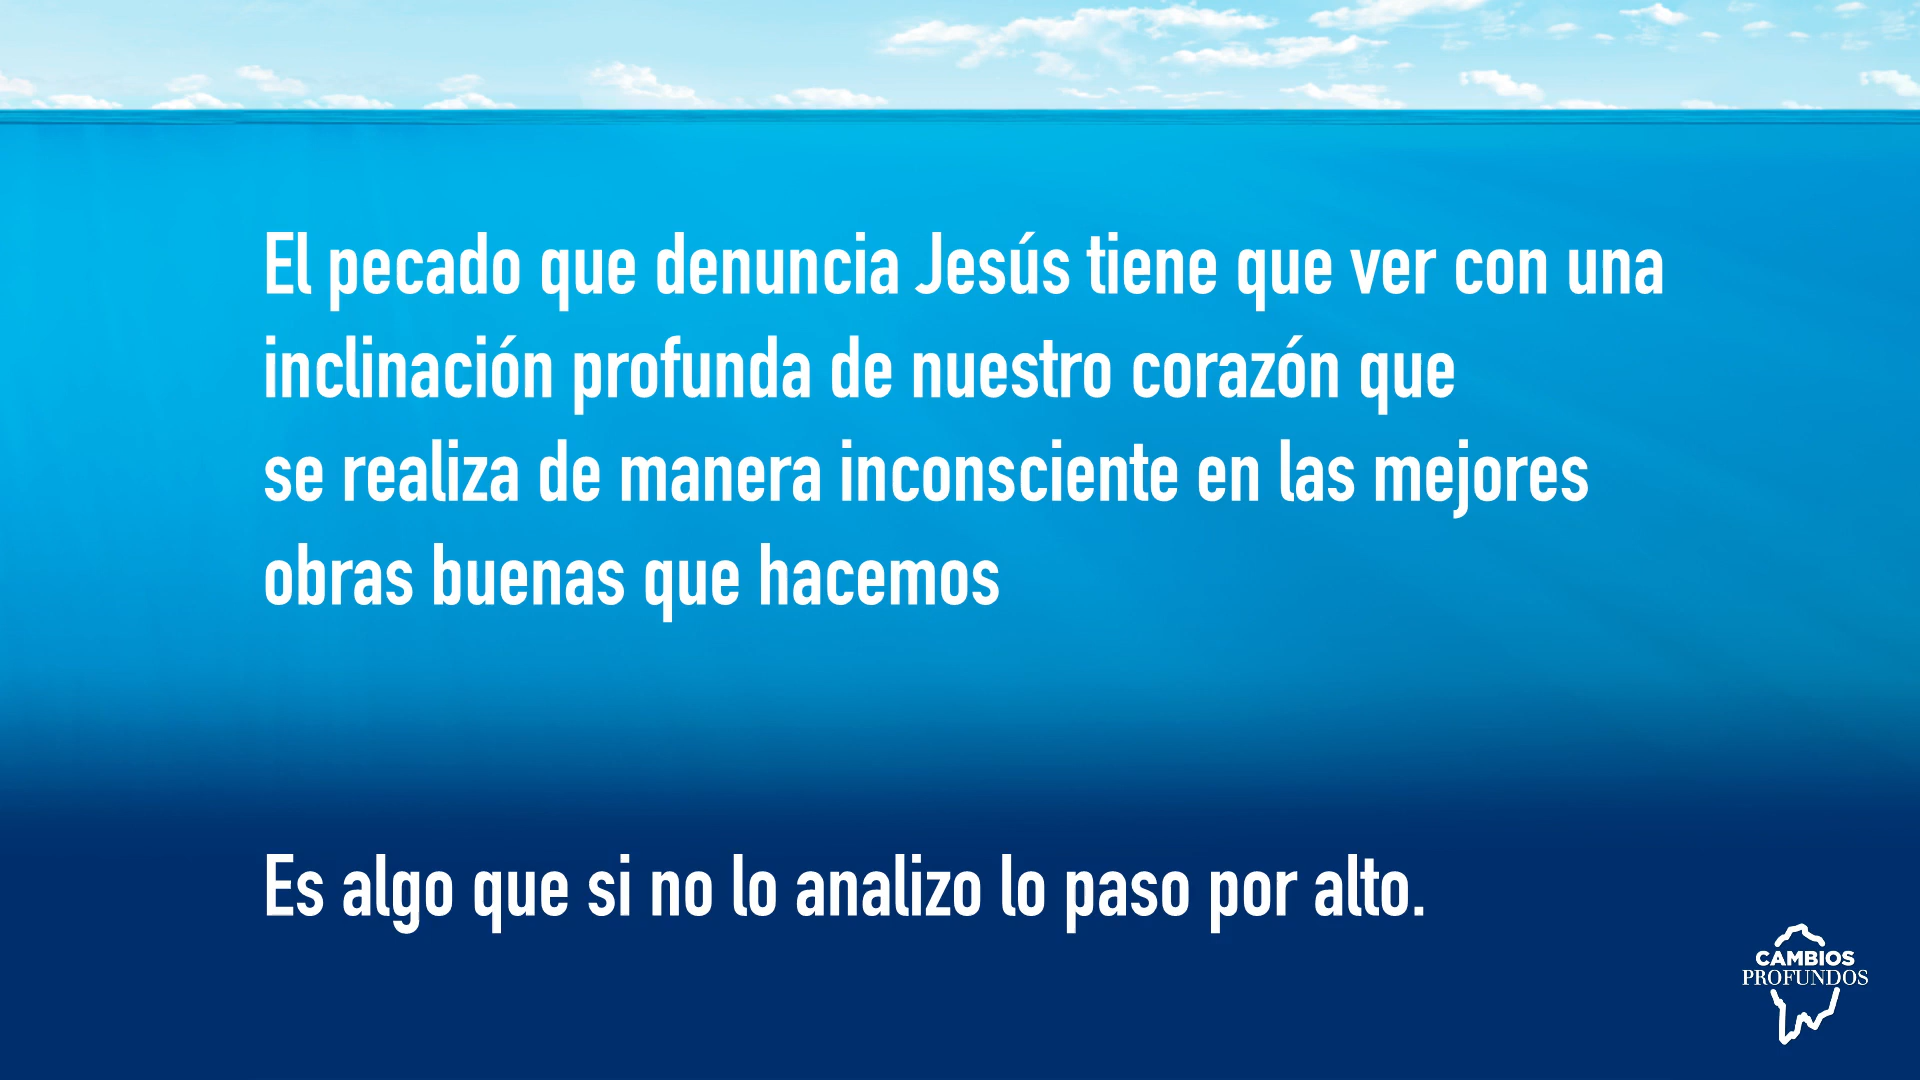 El pecado que denuncia Jesús tiene que ver con una
inclinación profunda de nuestro corazón que
se realiza de manera inconsciente en las mejores
obras buenas que hacemos
Es algo que si no lo analizo lo paso por alto.
CAMBIOS
PROFUNDOS